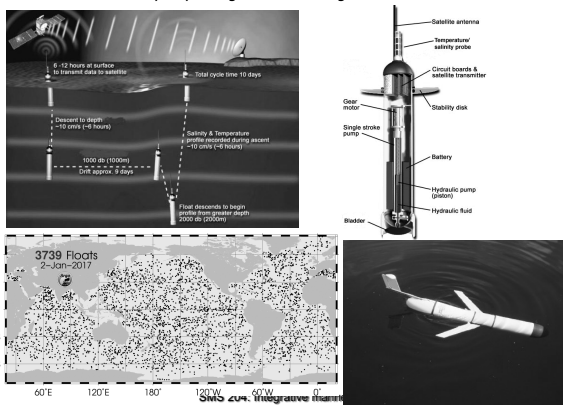 6 -12 hours at surface
to transmit data to satellite
Total cycle time 10 days
Descent to depth
~10 cm/s (~6 hours)
Salinity & Temperature
profile recorded during ascent
~10 cm/s (~6 hours)
1000 db (1000m)
Drift approx. 9 days
Float descends to begin
profile from greater depth
2000 db (2000m)
Satellite antenna
Temperature/
salinity probe
Circuit boards &
satellite transmitter
Stability disk
Gear
motor
Single stroke
pump
Battery
Hydraulic pump
(piston)
Hydraulic fluid
Bladder
3739 Floats
2-Jan-2017
60°E 120°E 180° 120°W 60°W 0°
SMS 204: Integrative